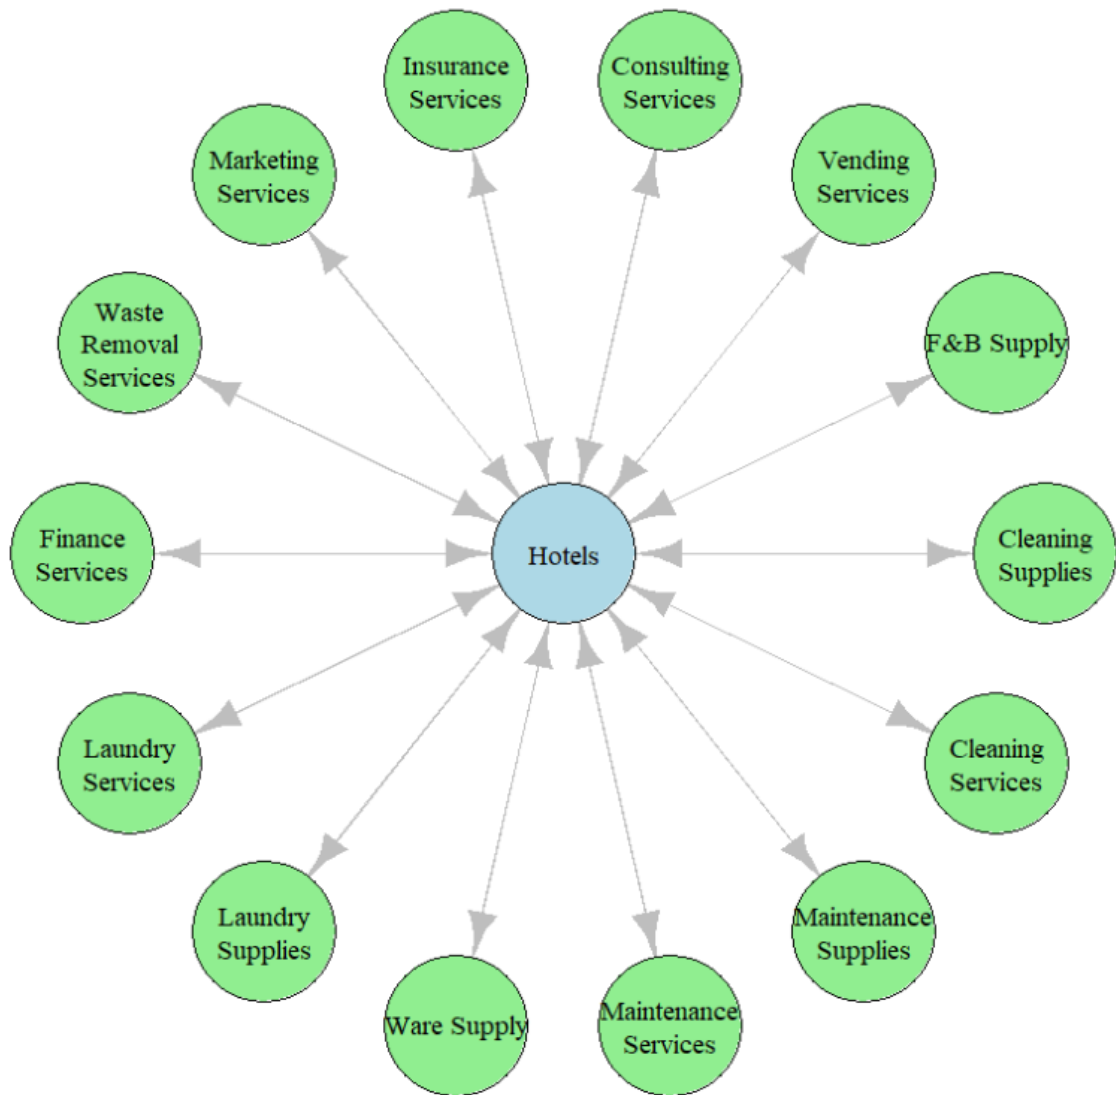 Insurance
Services
Consulting
Services
Marketing
Services
Vending
Services
Waste
Removal
Services
F&B Supply
Finance
Services
Hotels
Cleaning
Supplies
Laundry
Services
Cleaning
Services
Laundry
Supplies
Maintenance
Supplies
Ware Supply
Maintenance
Services